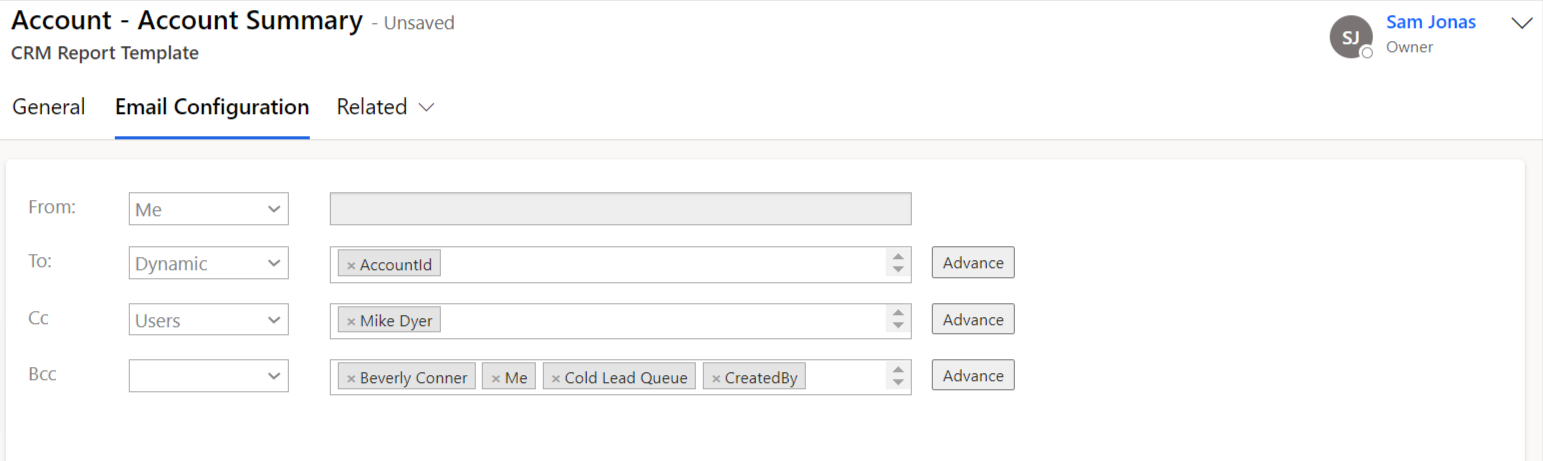 Account - Account Summary - Unsaved
CRM Report Template
SJ
Sam Jonas
Owner
General Email Configuration Related
From: Me
To: Dynamic × AccountId Advance
Cc Users × Mike Dyer Advance
Bcc × Beverly Conner × Me × Cold Lead Queue × CreatedBy Advance